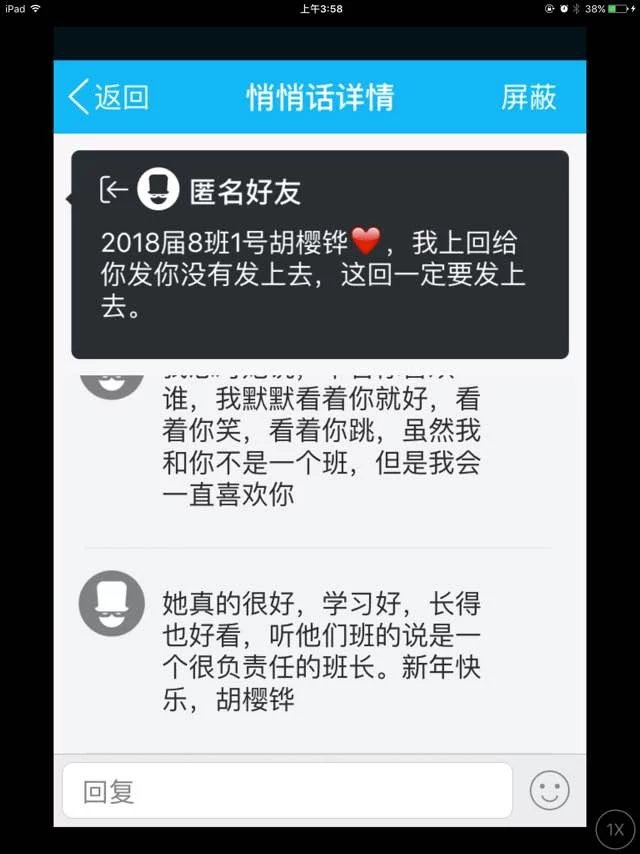 iPad 上午3:58 38%
返回 悄悄话详情 屏蔽
匿名好友
2018届8班1号胡樱铧❤️，我上回给
你发你没有发上去，这回一定要发上
去。
谁，我默默看着你就好，看
着你笑，看着你跳，虽然我
和你不是一个班，但是我会
一直喜欢你
她真的很好，学习好，长得
也好看，听他们班的说是一
个很负责任的班长。新年快
乐，胡樱铧
回复
1X